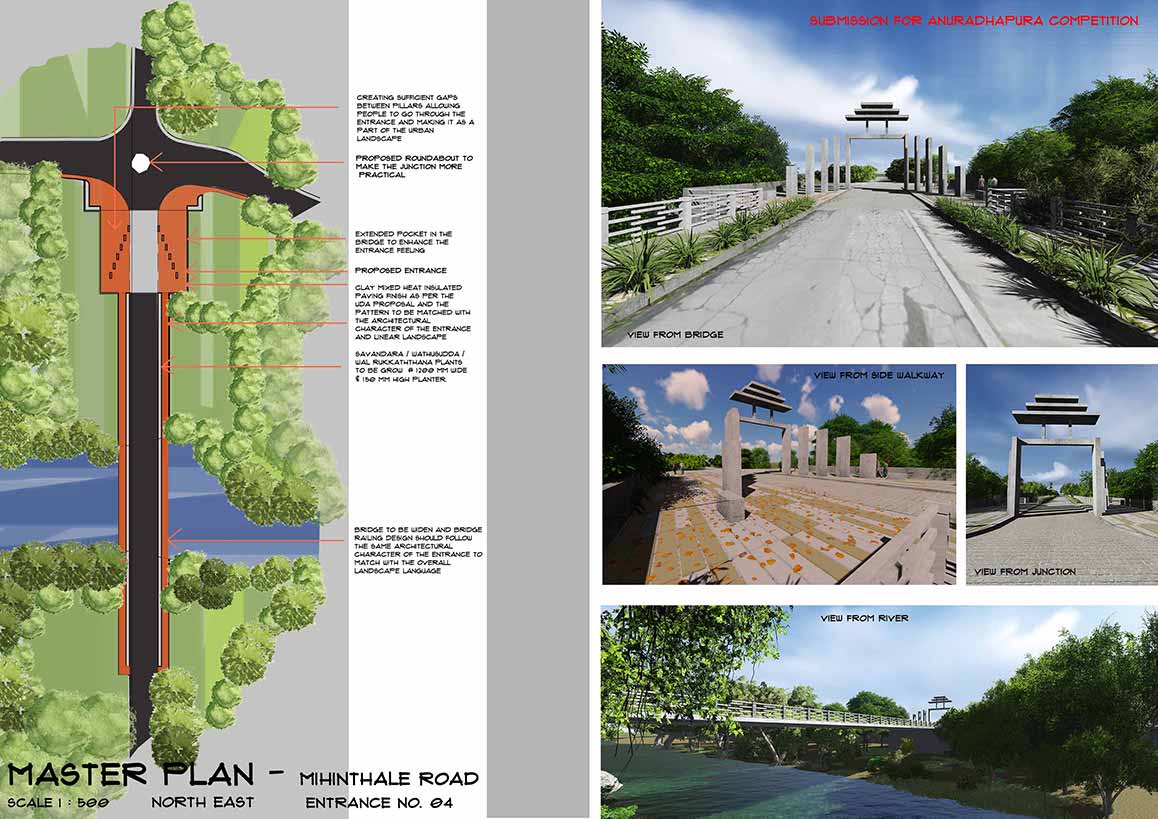 CREATING SUFFICIENT GAPS
BETWEEN PILLARS ALLOWING
PEOPLE TO GO THROUGH THE
ENTRANCE AND MAKING IT AS A
PART OF THE URBAN
LANDSCAPE
PROPOSED ROUNDABOUT TO
MAKE THE JUNCTION MORE
PRACTICAL
EXTENDED POCKET IN THE
BRIDGE TO ENHANCE THE
ENTRANCE FEELING
PROPOSED ENTRANCE
CLAY MIXED HEAT INSULATED
PAVING FINISH AS PER THE
UDA PROPOSAL AND THE
PATTERN TO BE MATCHED WITH
THE ARCHITECTURAL
CHARACTER OF THE ENTRANCE
AND LINEAR LANDSCAPE
SAVANDARA / WATHUSUDDA /
WAL RUKKATHTHANA PLANTS
TO BE GROW @ 1200 MM WIDE
& 150 MM HIGH PLANTER.
BRIDGE TO BE WIDEN AND BRIDGE
RAILING DESIGN SHOULD FOLLOW
THE SAME ARCHITECTURAL
CHARACTER OF THE ENTRANCE TO
MATCH WITH THE OVERALL
LANDSCAPE LANGUAGE
MASTER PLAN - MIHINTHALE ROAD
SCALE 1 : 500 NORTH EAST ENTRANCE NO. 04
SUBMISSION FOR ANURADHAPURA COMPETITION
VIEW FROM BRIDGE
VIEW FROM SIDE WALKWAY
VIEW FROM JUNCTION
VIEW FROM RIVER